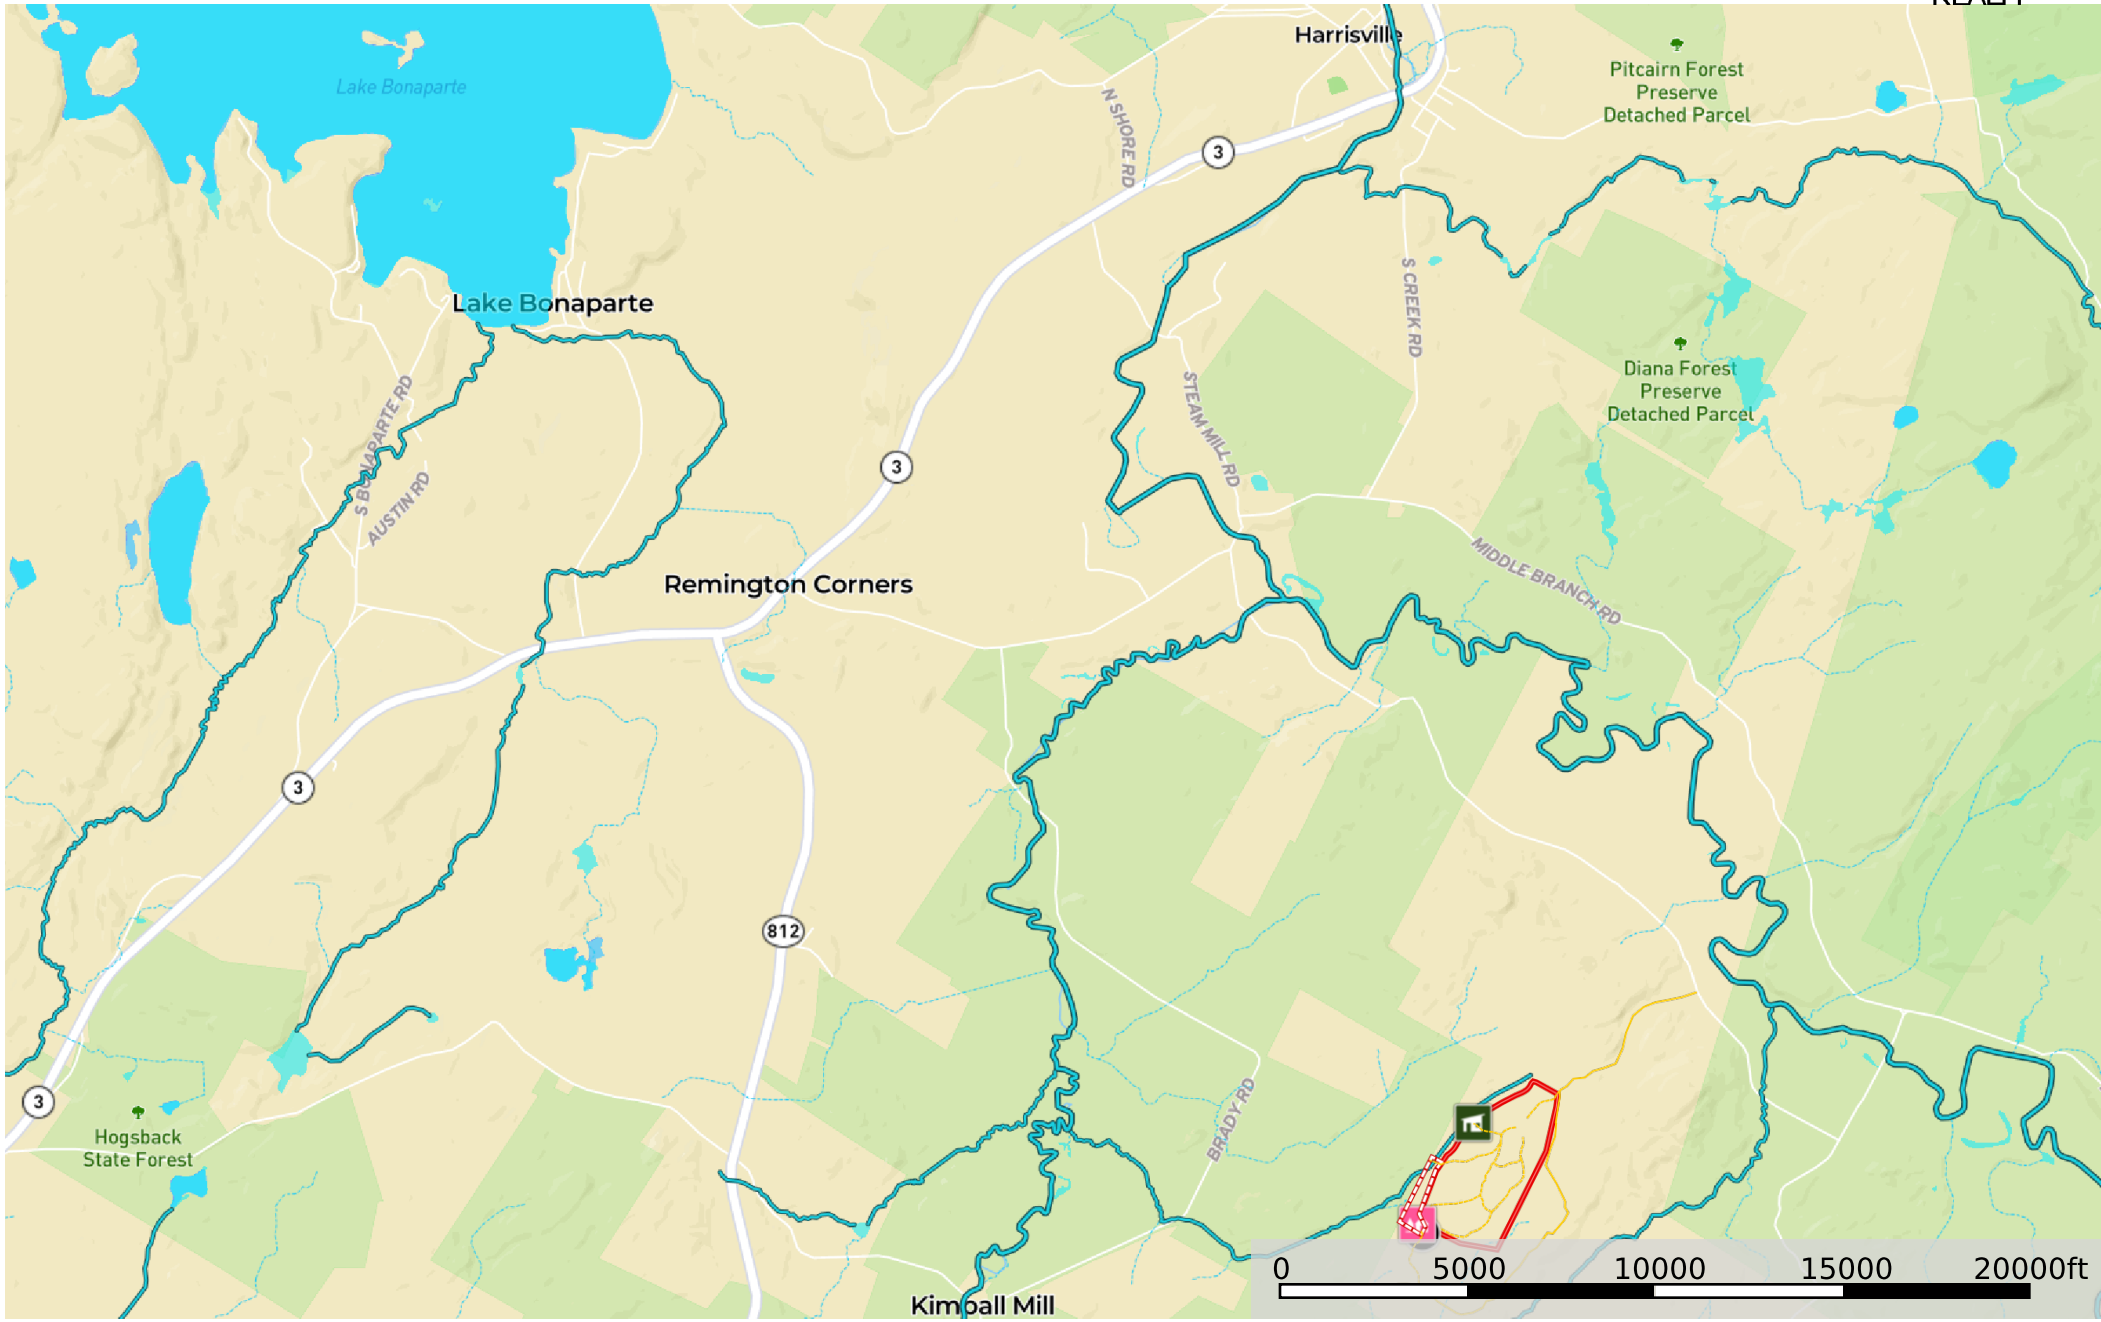 Harrisville
Lake Bonaparte
Pitcairn Forest
Preserve
Detached Parcel
N SHORE RD
3
Lake Bonaparte
S CREEK RD
Diana Forest
Preserve
Detached Parcel
STEAM MILL RD
S BONAPARTE RD
AUSTIN RD
3
MIDDLE BRANCH RD
Remington Corners
3
812
3
Hogsback
State Forest
BRADY RD
Kimball Mill
0 5000 10000 15000 20000ft